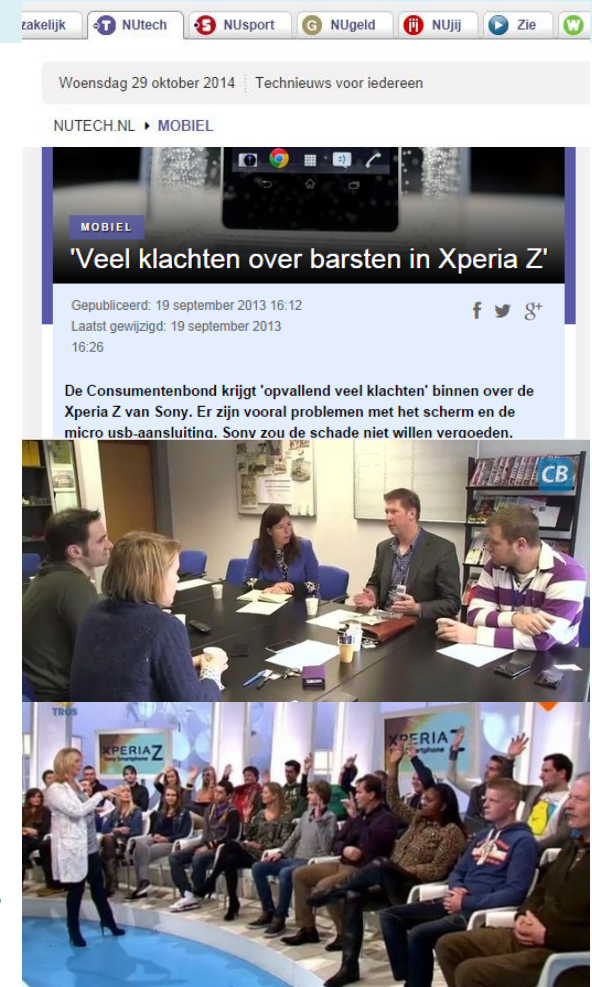 zakelijk NUtech NUsport G NUgeld NUjij Zie W
Woensdag 29 oktober 2014 Technieuws voor iedereen
NUTECH.NL MOBIEL
MOBIEL
'Veel klachten over barsten in Xperia Z'
Gepubliceerd: 19 september 2013 16:12
Laatst gewijzigd: 19 september 2013
16:26
De Consumentenbond krijgt 'opvallend veel klachten' binnen over de
Xperia Z van Sony. Er zijn vooral problemen met het scherm en de
micro usb-aansluiting. Sony zou de schade niet willen vergoeden.
CB
TROS
XPERIA Z
Sony Smartphone
XPERIA